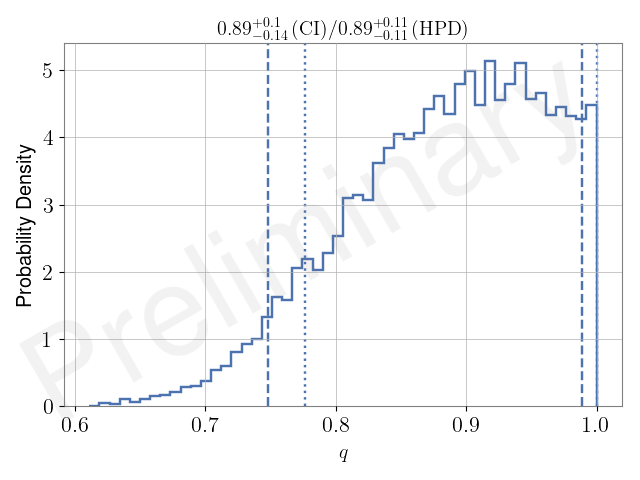 0.89^{+0.1}_{-0.14}(CI)/0.89^{+0.11}_{-0.11}(HPD)
5
4
3
2
1
0
Probability Density
Preliminary
0.6 0.7 0.8 0.9 1.0
q